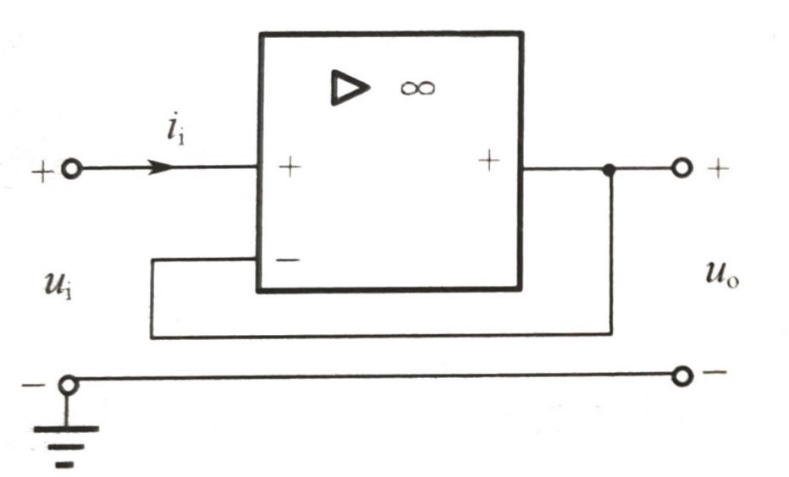 ▷ ∞
i_i
+ + + +
−
u_i u_o
− −